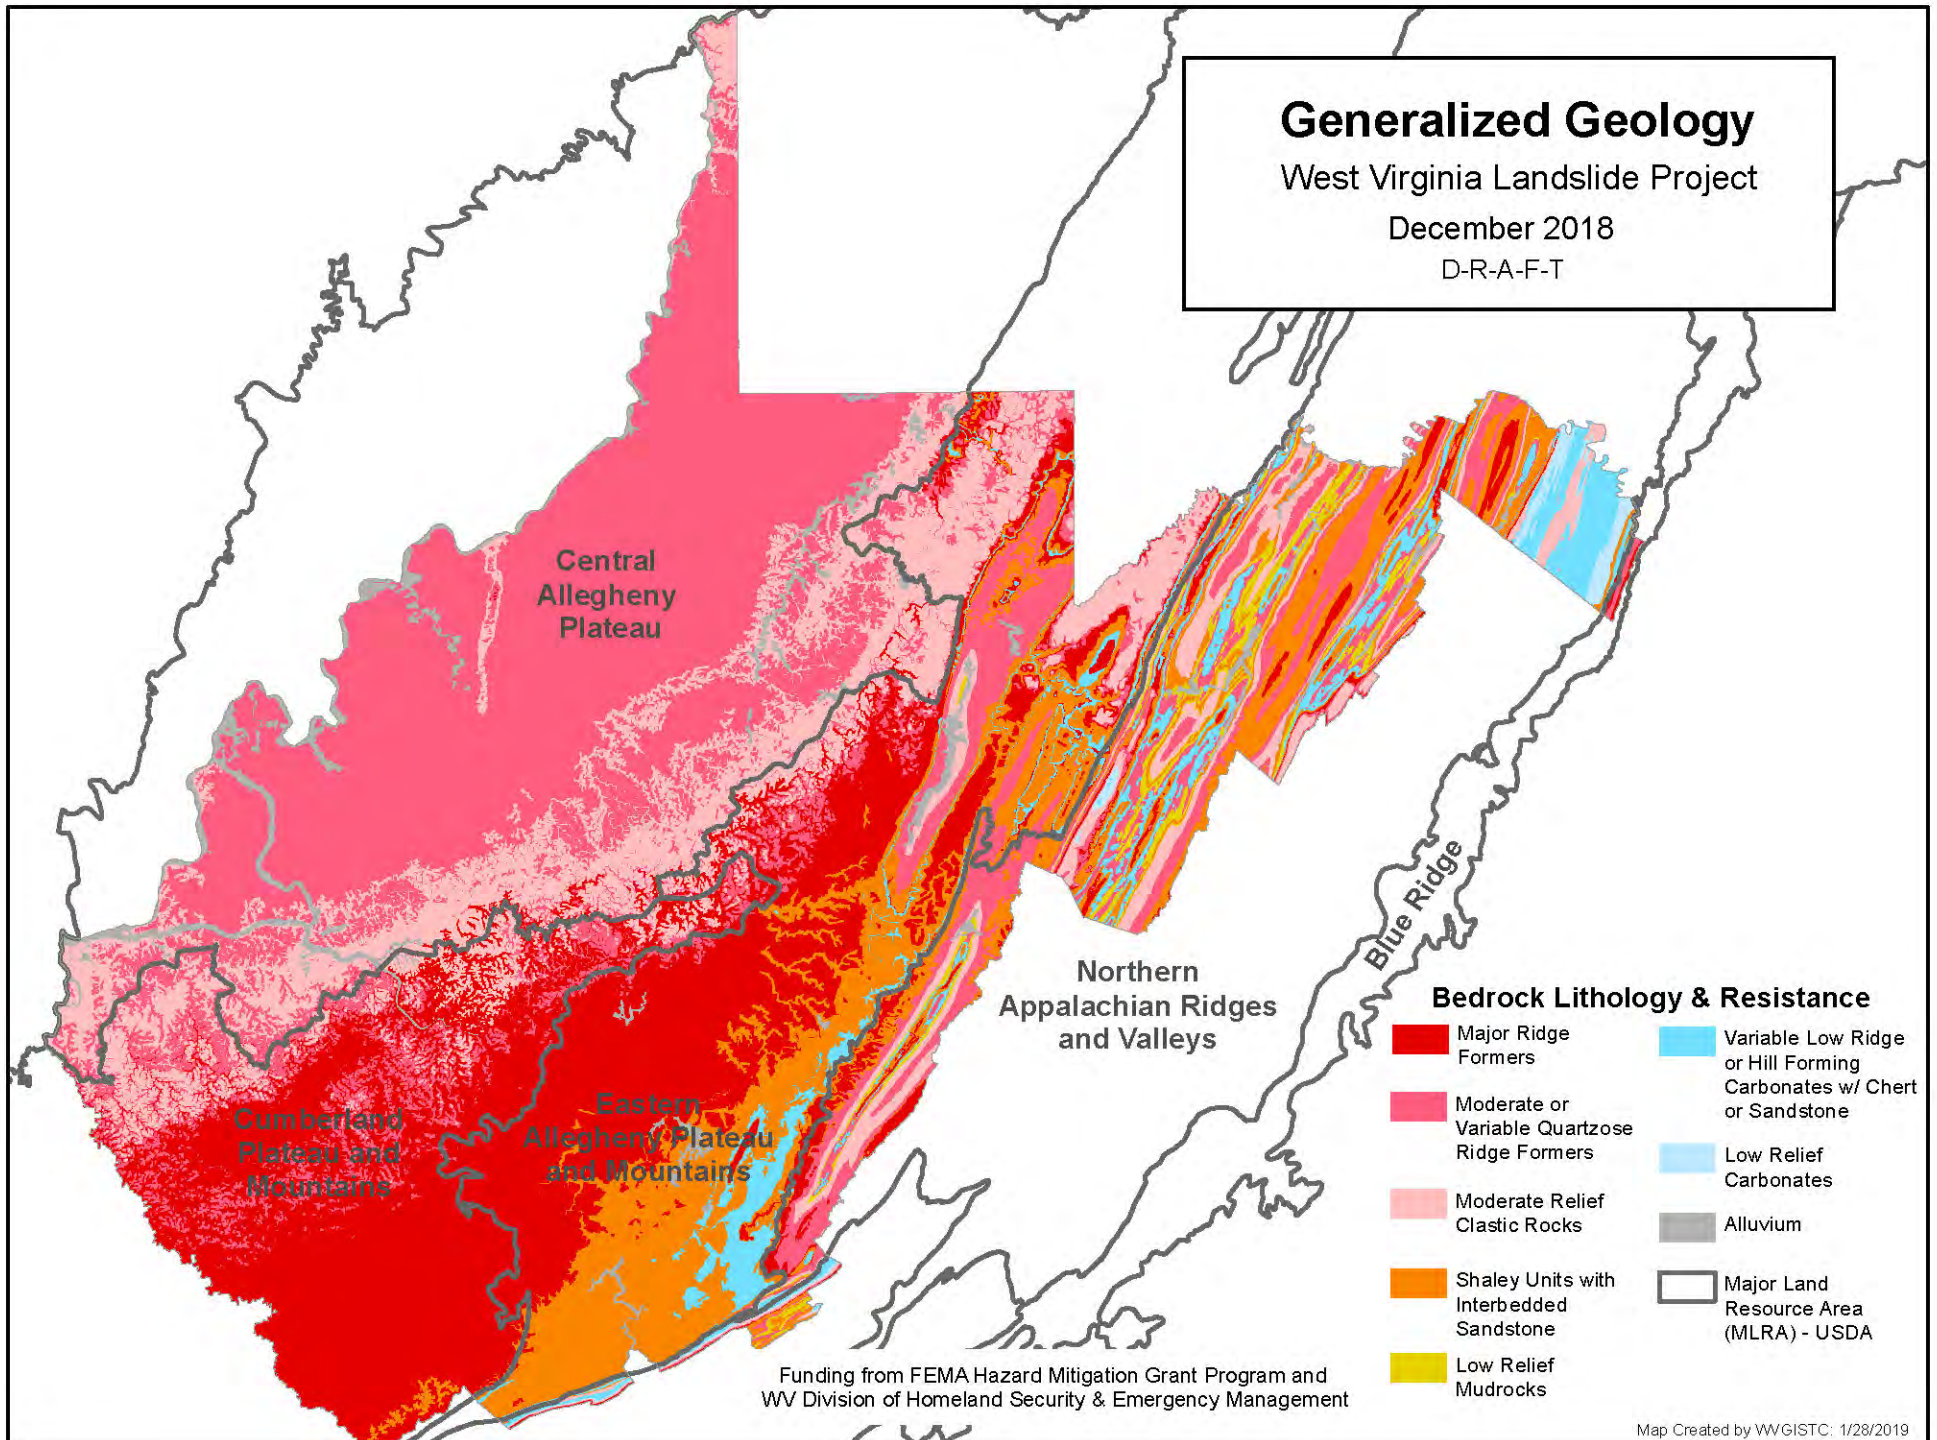 Generalized Geology
West Virginia Landslide Project
December 2018
D-R-A-F-T
Central
Allegheny
Plateau
Northern
Appalachian Ridges
and Valleys
Blue Ridge
Cumberland
Plateau and
Mountains
Eastern
Allegheny Plateau
and Mountains
Bedrock Lithology & Resistance
Major Ridge
Formers
Moderate or
Variable Quartzose
Ridge Formers
Moderate Relief
Clastic Rocks
Shaley Units with
Interbedded
Sandstone
Low Relief
Mudrocks
Variable Low Ridge
or Hill Forming
Carbonates w/ Chert
or Sandstone
Low Relief
Carbonates
Alluvium
Major Land
Resource Area
(MLRA) - USDA
Funding from FEMA Hazard Mitigation Grant Program and
WV Division of Homeland Security & Emergency Management
Map Created by WVGISTC: 1/28/2019